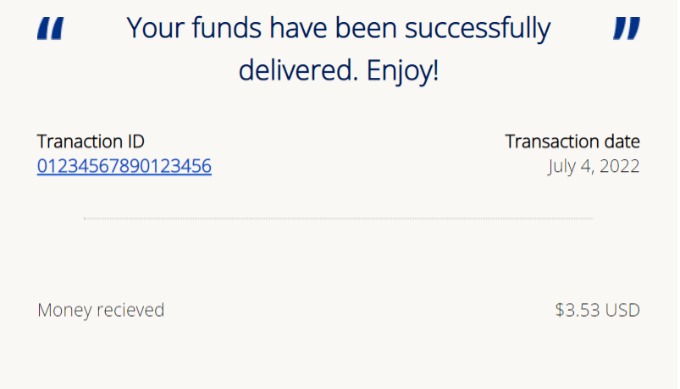 “ Your funds have been successfully ”
delivered. Enjoy!
Tranaction ID Transaction date
01234567890123456 July 4, 2022
Money recieved $3.53 USD